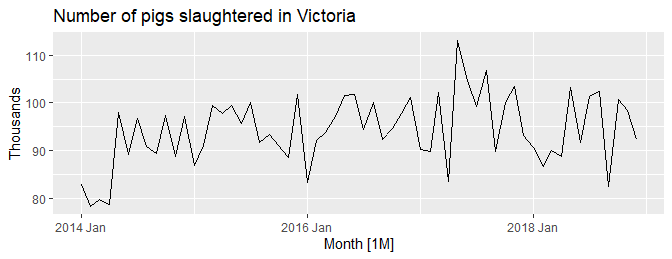 Number of pigs slaughtered in Victoria
110
100
90
80
Thousands
2014 Jan
2016 Jan
2018 Jan
Month [1M]